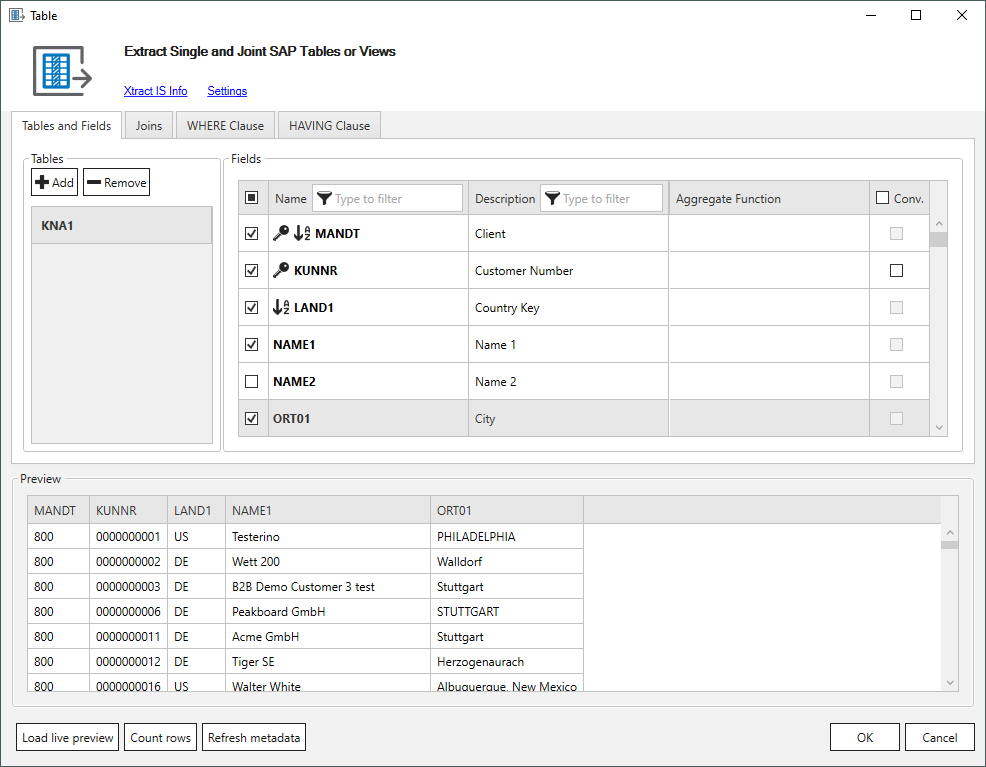 Table
Extract Single and Joint SAP Tables or Views
Xtract IS Info Settings
Tables and Fields Joins WHERE Clause HAVING Clause
Tables
Add Remove
KNA1
Fields
Name Type to filter Description Type to filter Aggregate Function Conv.
MANDT Client
KUNNR Customer Number
LAND1 Country Key
NAME1 Name 1
NAME2 Name 2
ORT01 City
Preview
MANDT KUNNR LAND1 NAME1 ORT01
800 0000000001 US Testerino PHILADELPHIA
800 0000000002 DE Wett 200 Walldorf
800 0000000003 DE B2B Demo Customer 3 test Stuttgart
800 0000000006 DE Peakboard GmbH STUTTGART
800 0000000011 DE Acme GmbH Stuttgart
800 0000000012 DE Tiger SE Herzogenaurach
800 0000000016 US Walter White Albuquerque, New Mexico
Load live preview Count rows Refresh metadata OK Cancel